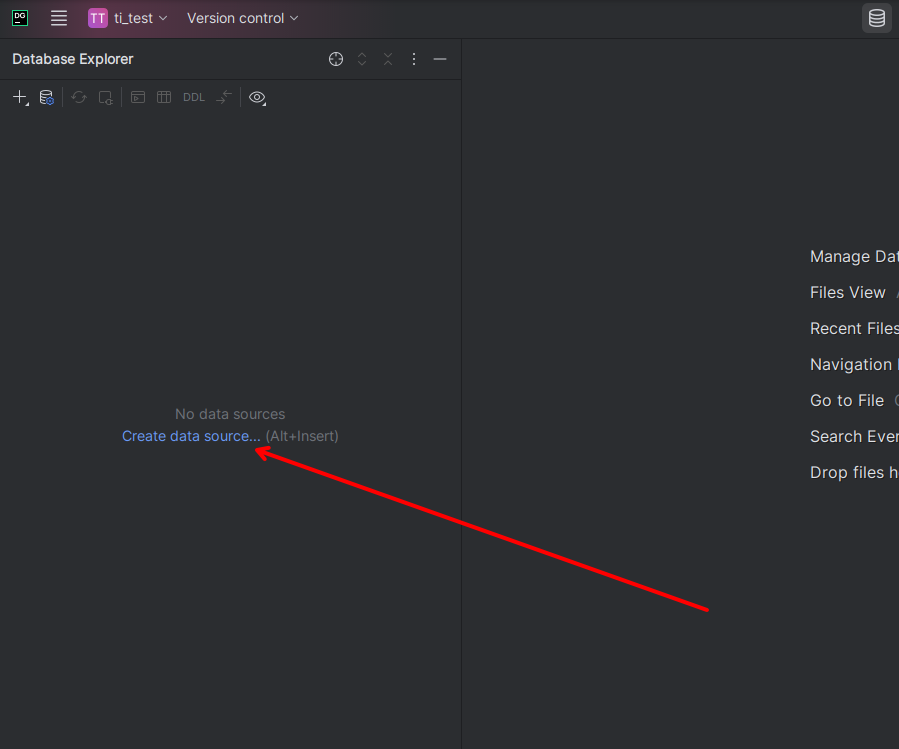 DG TT ti_test Version control
Database Explorer
DDL
No data sources
Create data source... (Alt+Insert)
Manage Dat
Files View
Recent Files
Navigation
Go to File
Search Ever
Drop files h